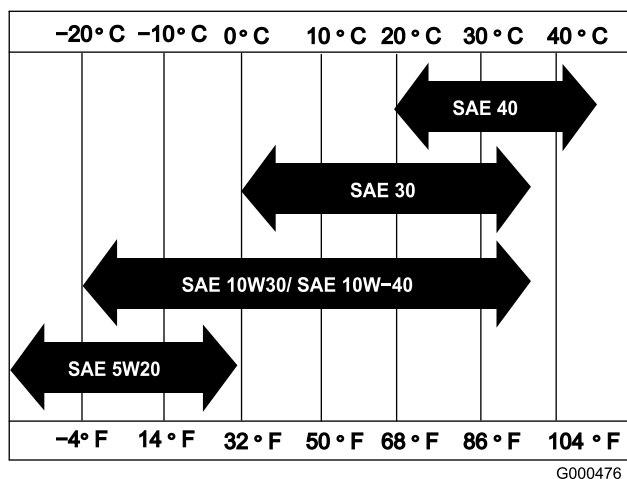 −20° C −10° C 0° C 10° C 20° C 30° C 40° C
SAE 40
SAE 30
SAE 10W30/ SAE 10W−40
SAE 5W20
−4° F 14° F 32° F 50° F 68° F 86° F 104 ° F
G000476